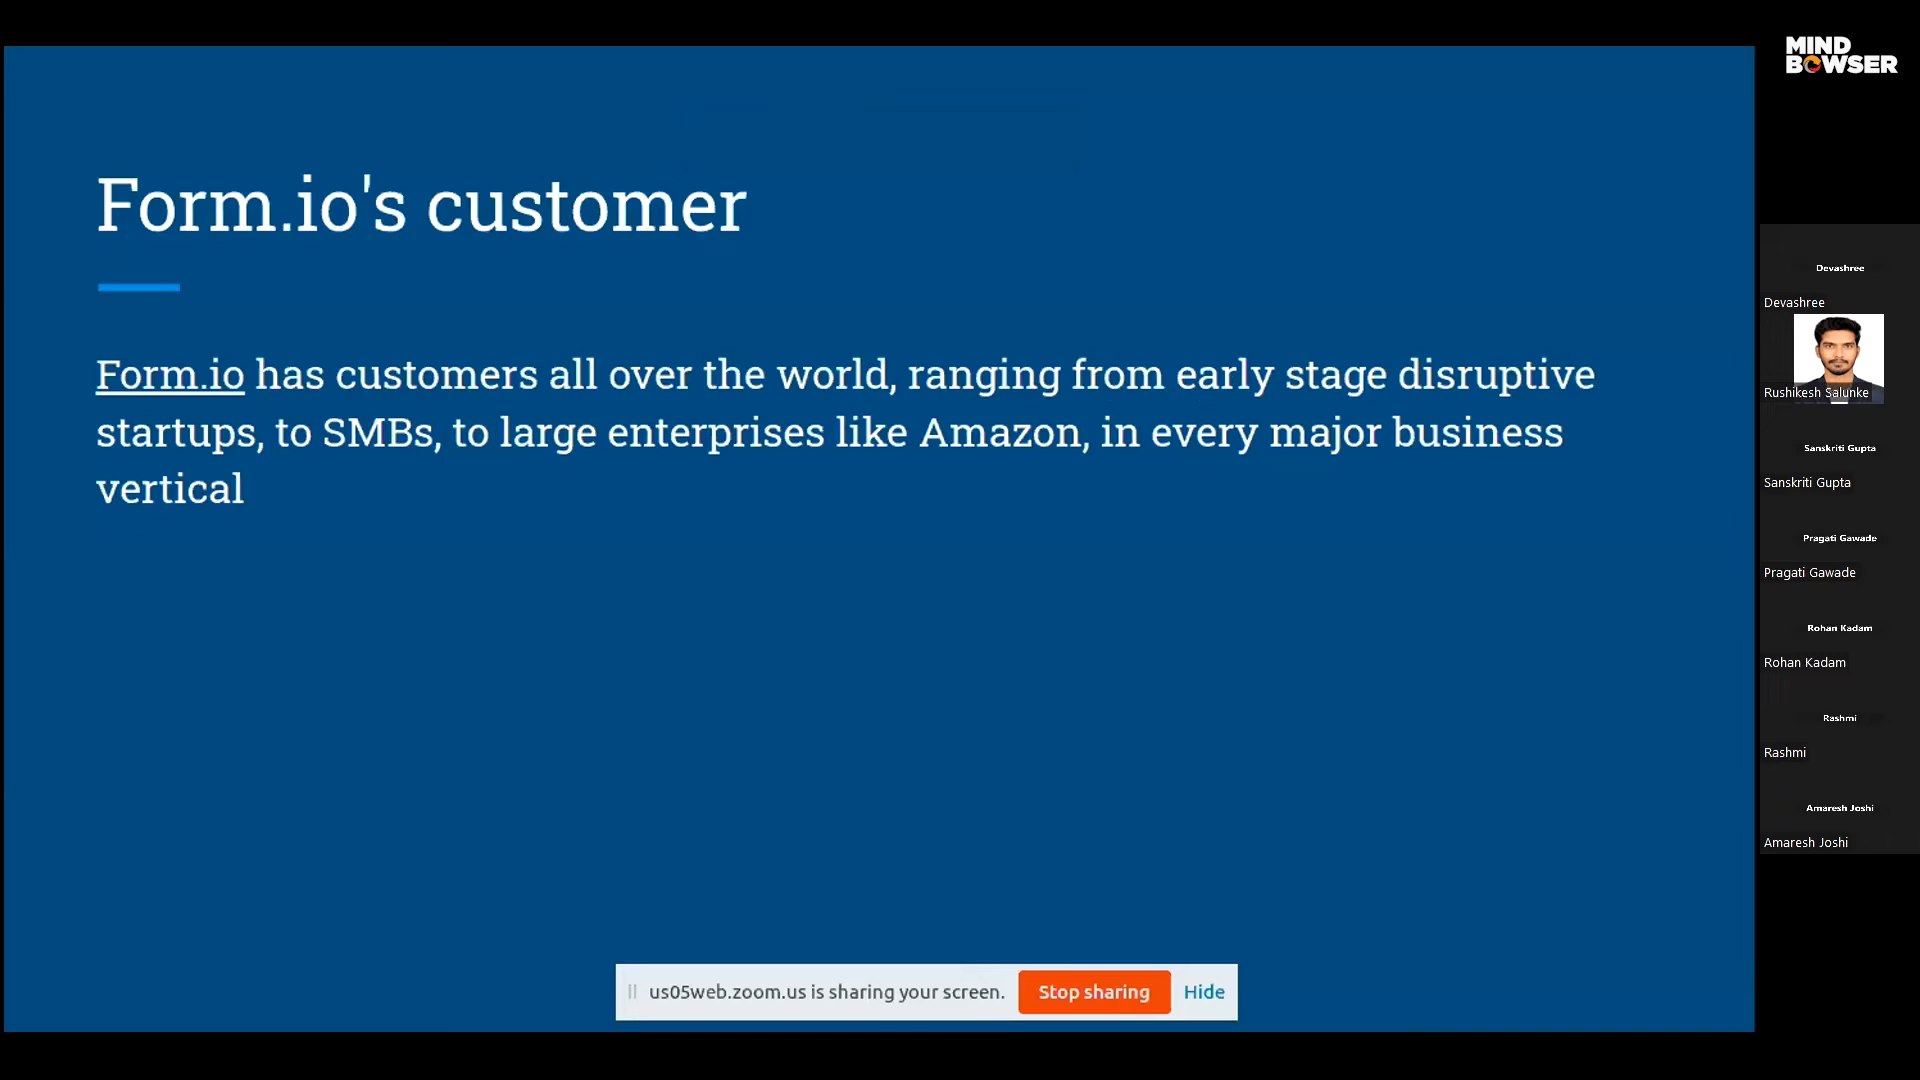 MIND
BOWSER
Form.io's customer
Form.io has customers all over the world, ranging from early stage disruptive
startups, to SMBs, to large enterprises like Amazon, in every major business
vertical
Devashree
Devashree
Rushikesh Salunke
Sanskriti Gupta
Sanskriti Gupta
Pragati Gawade
Pragati Gawade
Rohan Kadam
Rohan Kadam
Rashmi
Rashmi
Amaresh Joshi
Amaresh Joshi
us05web.zoom.us is sharing your screen. Stop sharing Hide